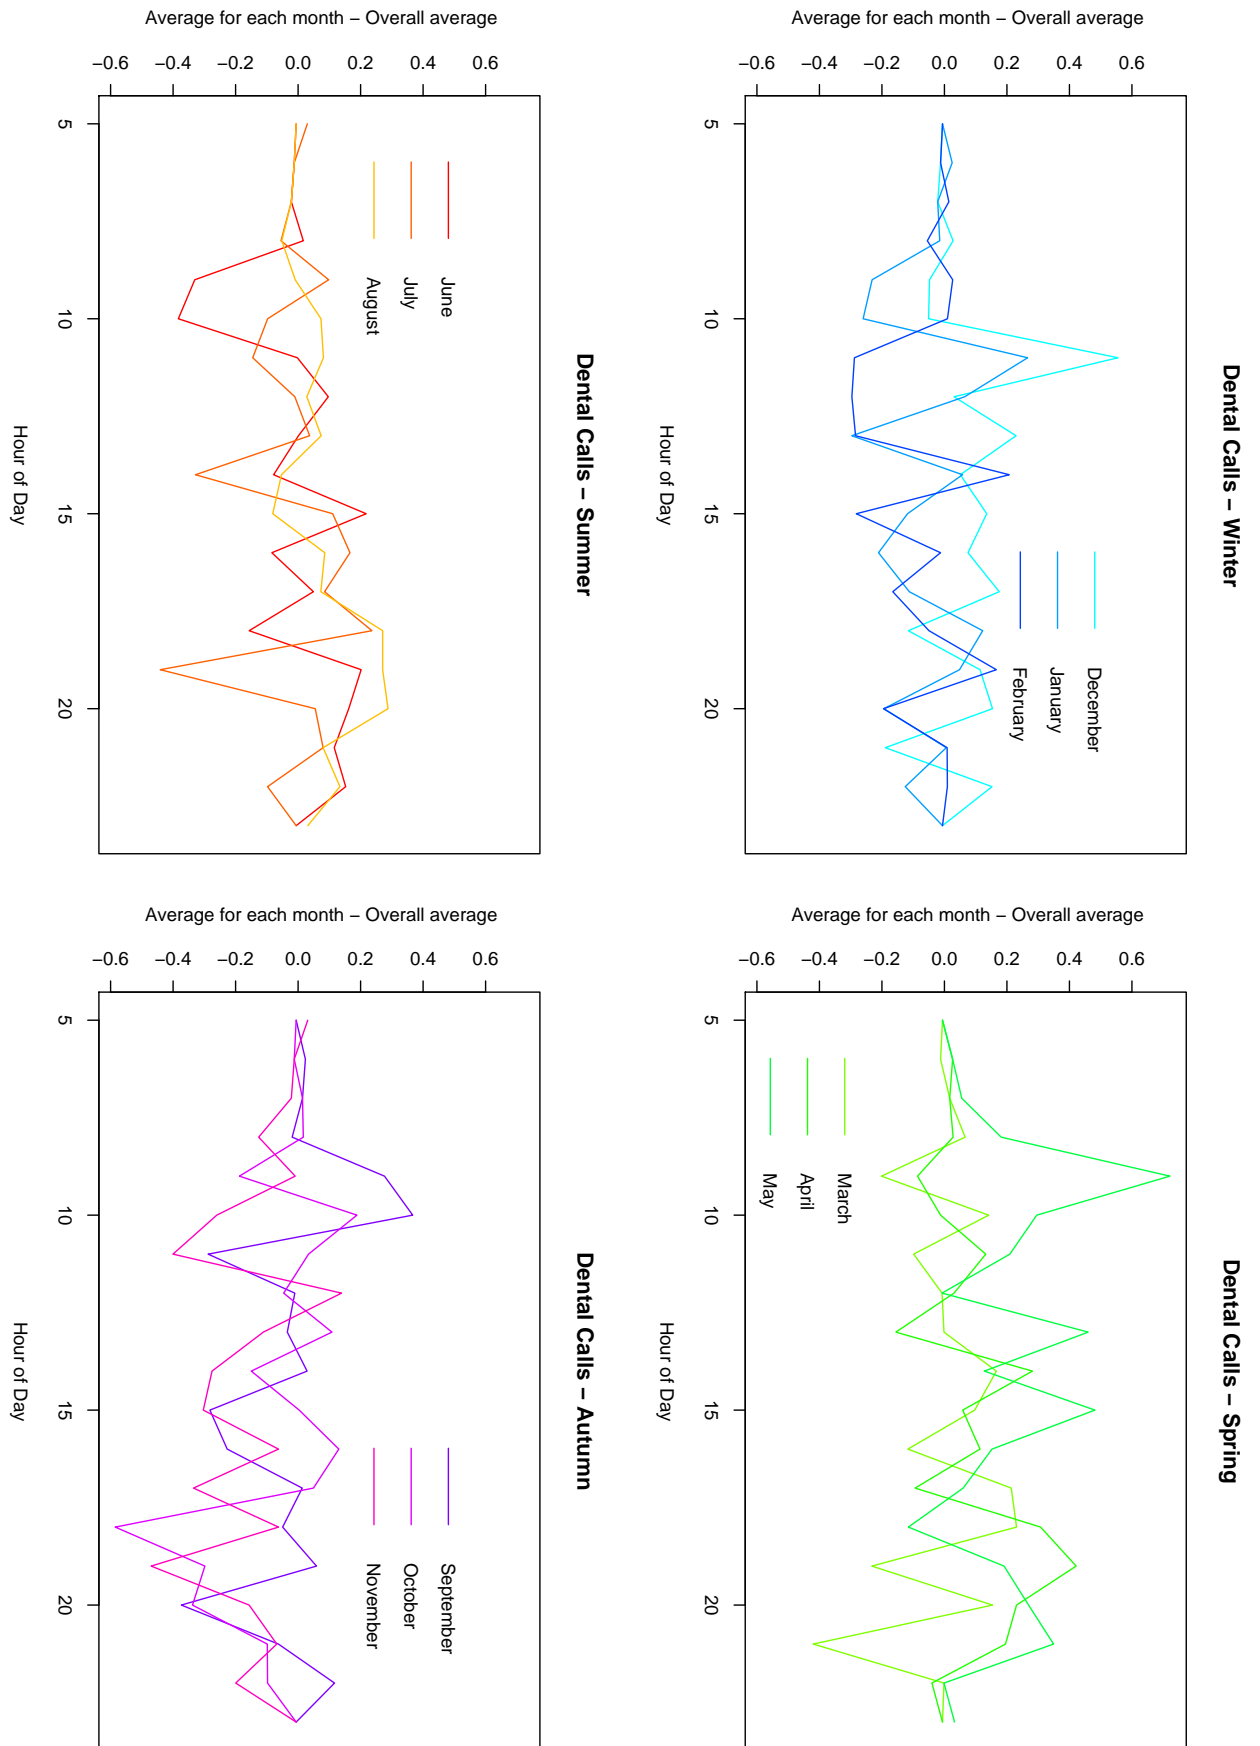 Dental Calls – Winter
Average for each month – Overall average
−0.6 −0.4 −0.2 0.0 0.2 0.4 0.6
5 10 15 20
Hour of Day
December
January
February
Dental Calls – Spring
Average for each month – Overall average
−0.6 −0.4 −0.2 0.0 0.2 0.4 0.6
5 10 15 20
Hour of Day
March
April
May
Dental Calls – Summer
Average for each month – Overall average
−0.6 −0.4 −0.2 0.0 0.2 0.4 0.6
5 10 15 20
Hour of Day
June
July
August
Dental Calls – Autumn
Average for each month – Overall average
−0.6 −0.4 −0.2 0.0 0.2 0.4 0.6
5 10 15 20
Hour of Day
September
October
November